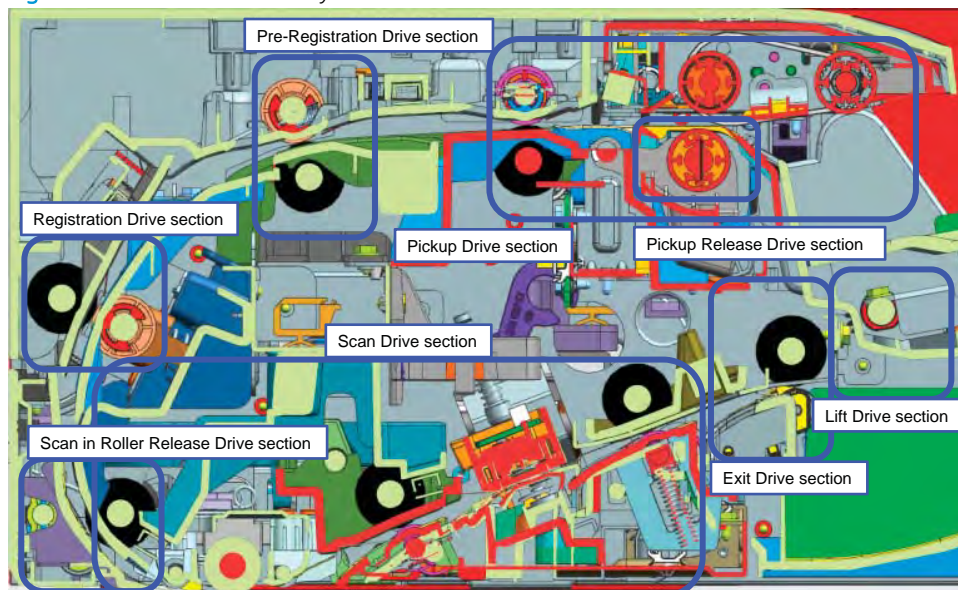 Pre-Registration Drive section
Registration Drive section
Pickup Drive section
Pickup Release Drive section
Scan Drive section
Lift Drive section
Scan in Roller Release Drive section
Exit Drive section